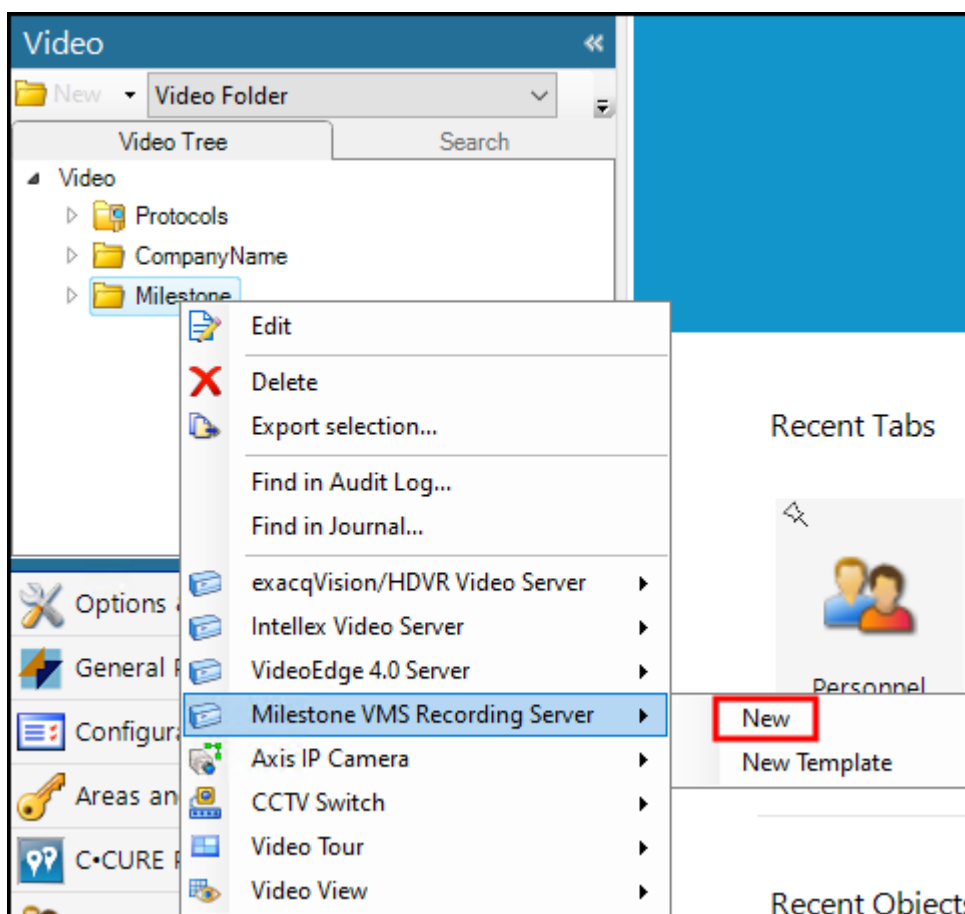 Video
New
Video Folder
Video Tree
Search
Video
Protocols
CompanyName
Milestone
Edit
Delete
Export selection...
Find in Audit Log...
Find in Journal...
exacqVision/HDVR Video Server
Intellex Video Server
VideoEdge 4.0 Server
Milestone VMS Recording Server
Axis IP Camera
CCTV Switch
Video Tour
Video View
New
New Template
Options
General
Areas
C•CURE
Recent Tabs
Personnel
Recent Objects